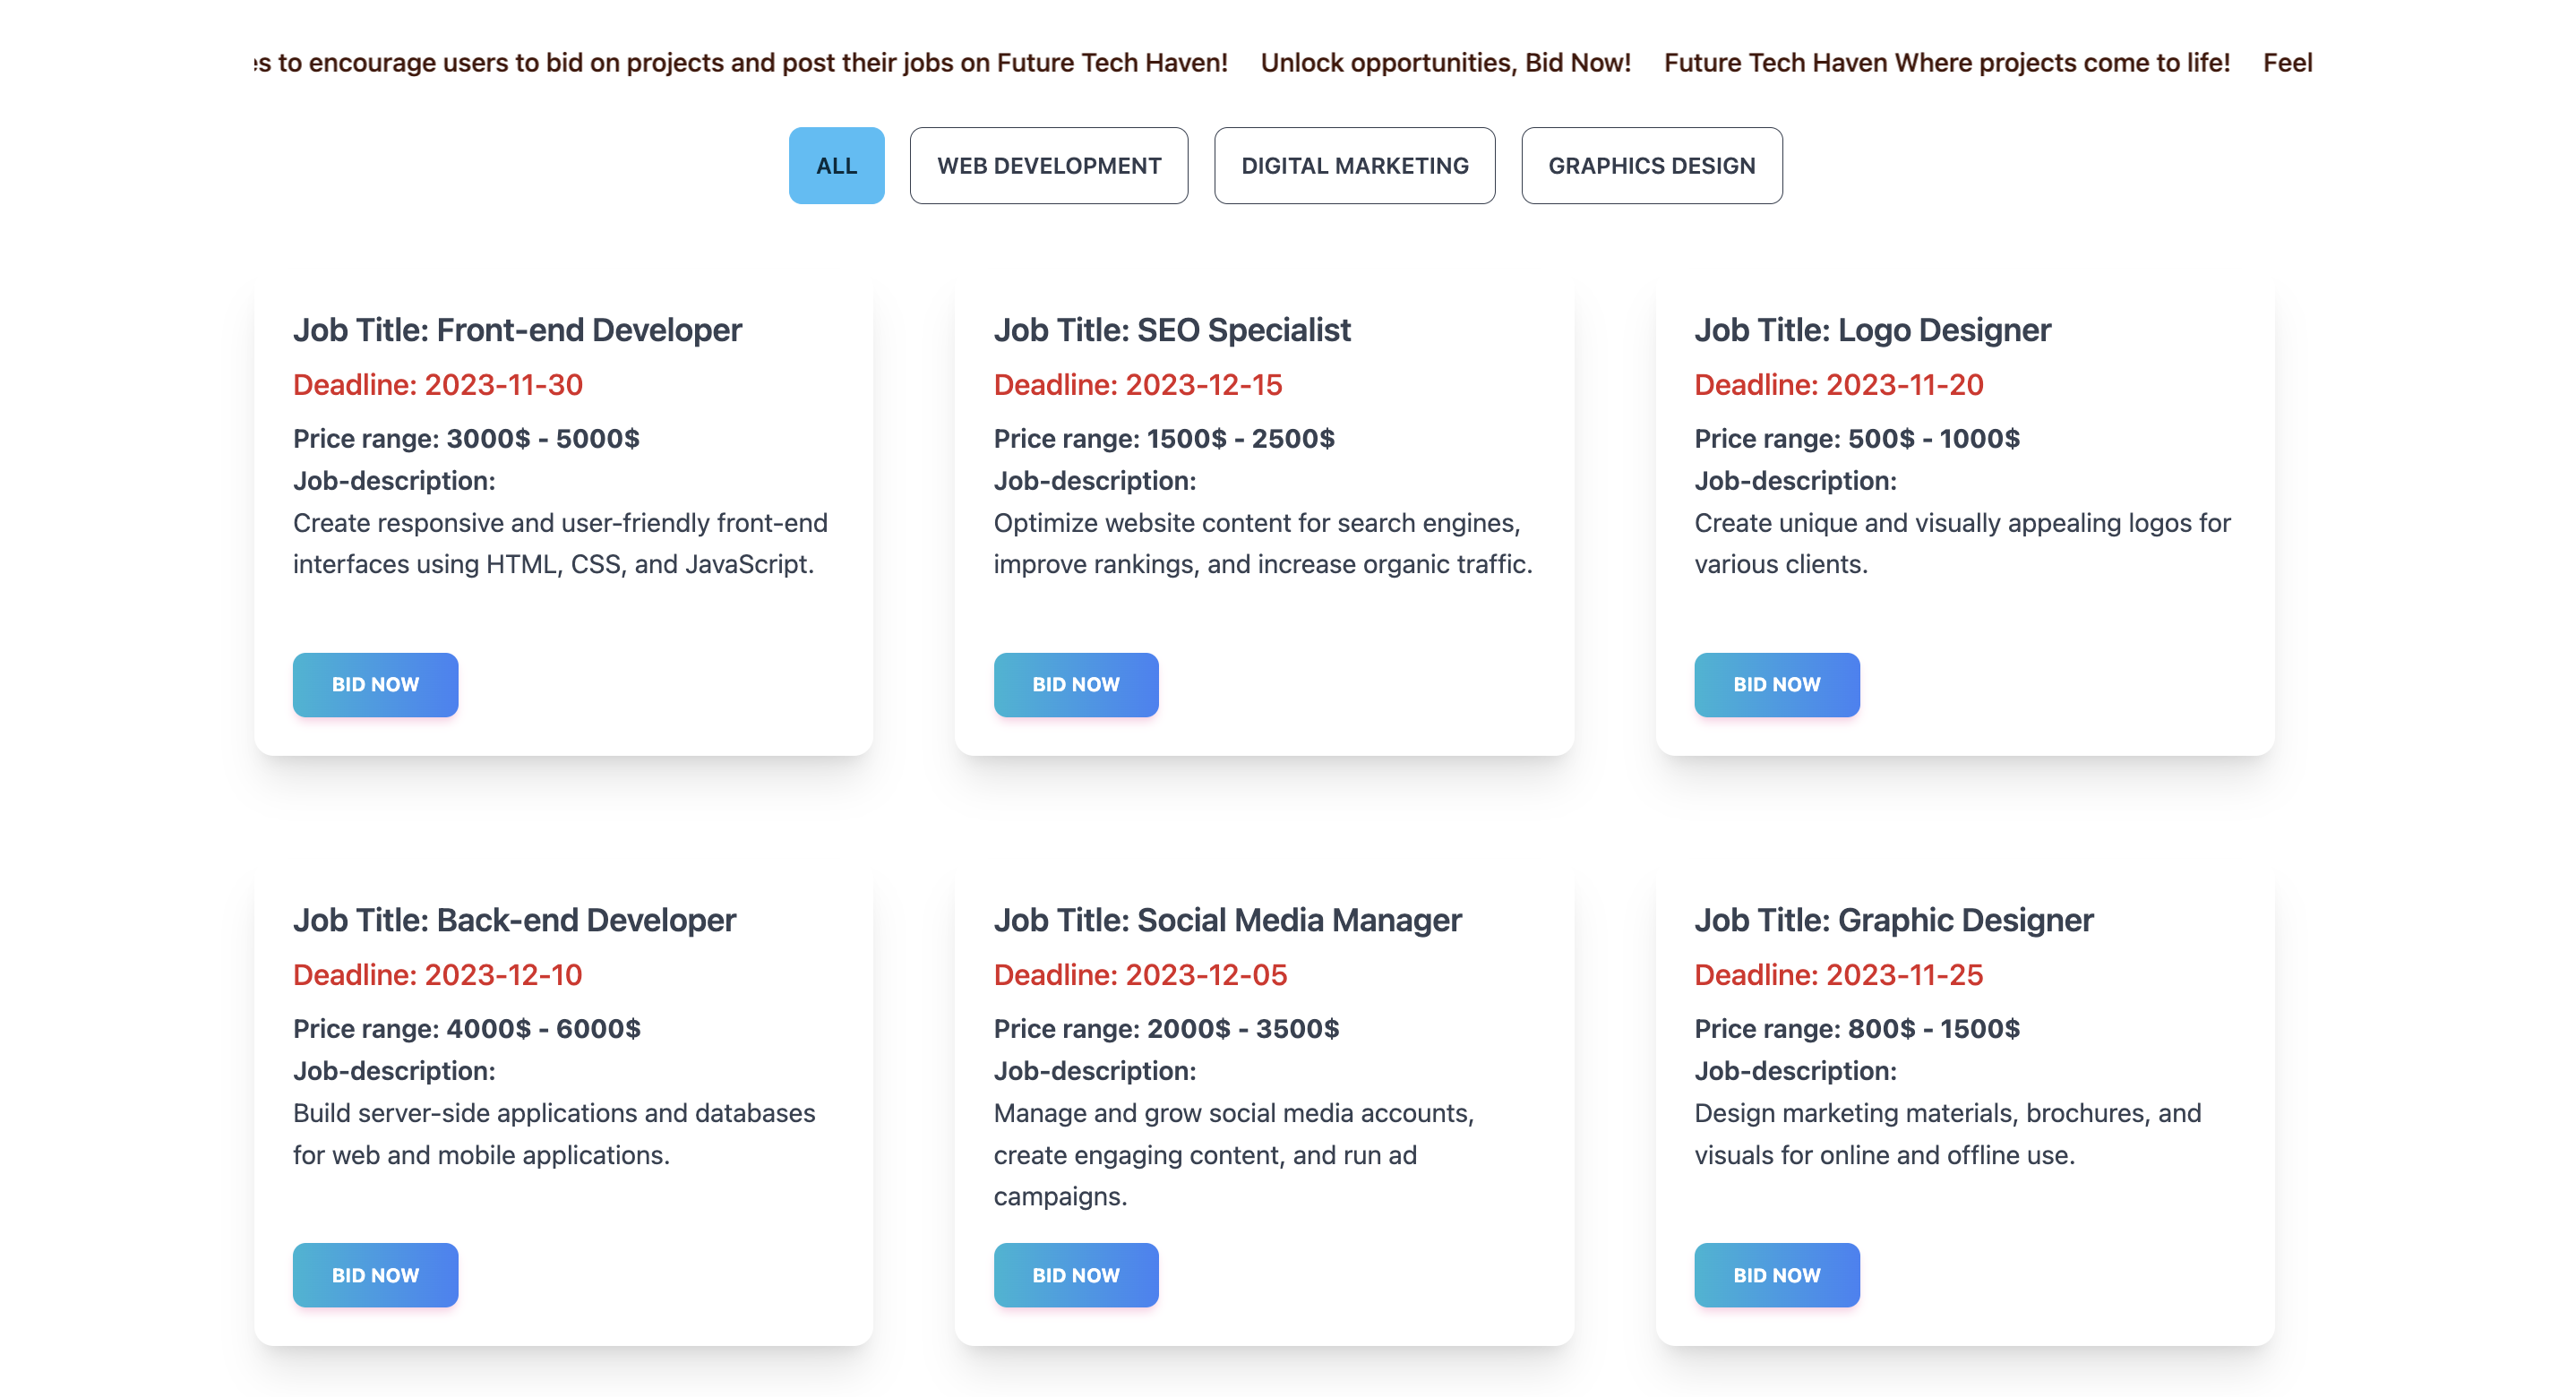 s to encourage users to bid on projects and post their jobs on Future Tech Haven! Unlock opportunities, Bid Now! Future Tech Haven Where projects come to life! Feel
ALL WEB DEVELOPMENT DIGITAL MARKETING GRAPHICS DESIGN
Job Title: Front-end Developer
Deadline: 2023-11-30
Price range: 3000$ - 5000$
Job-description:
Create responsive and user-friendly front-end
interfaces using HTML, CSS, and JavaScript.
BID NOW
Job Title: SEO Specialist
Deadline: 2023-12-15
Price range: 1500$ - 2500$
Job-description:
Optimize website content for search engines,
improve rankings, and increase organic traffic.
BID NOW
Job Title: Logo Designer
Deadline: 2023-11-20
Price range: 500$ - 1000$
Job-description:
Create unique and visually appealing logos for
various clients.
BID NOW
Job Title: Back-end Developer
Deadline: 2023-12-10
Price range: 4000$ - 6000$
Job-description:
Build server-side applications and databases
for web and mobile applications.
BID NOW
Job Title: Social Media Manager
Deadline: 2023-12-05
Price range: 2000$ - 3500$
Job-description:
Manage and grow social media accounts,
create engaging content, and run ad
campaigns.
BID NOW
Job Title: Graphic Designer
Deadline: 2023-11-25
Price range: 800$ - 1500$
Job-description:
Design marketing materials, brochures, and
visuals for online and offline use.
BID NOW